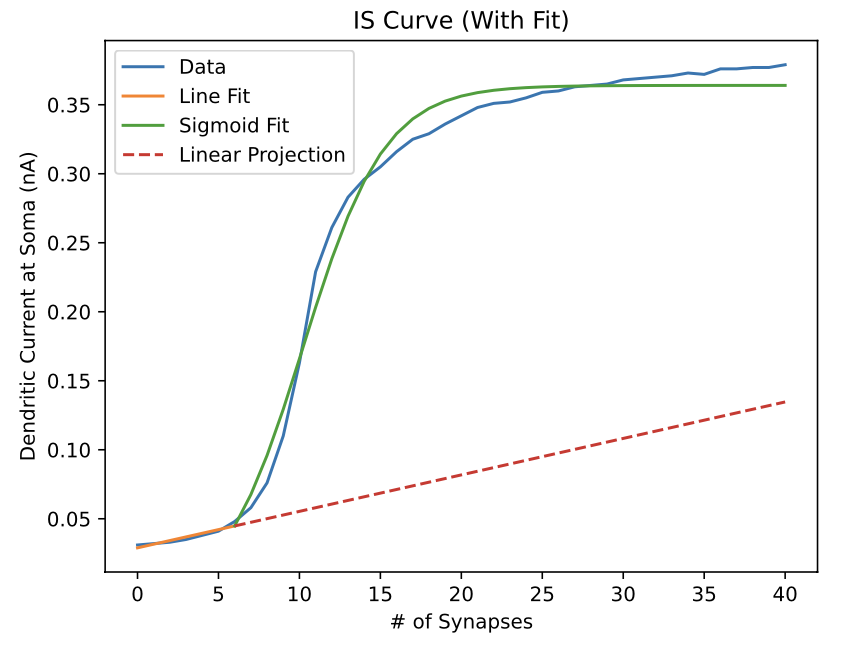 IS Curve (With Fit)
Data
Line Fit
Sigmoid Fit
Linear Projection
Dendritic Current at Soma (nA)
0.35
0.30
0.25
0.20
0.15
0.10
0.05
0 5 10 15 20 25 30 35 40
# of Synapses